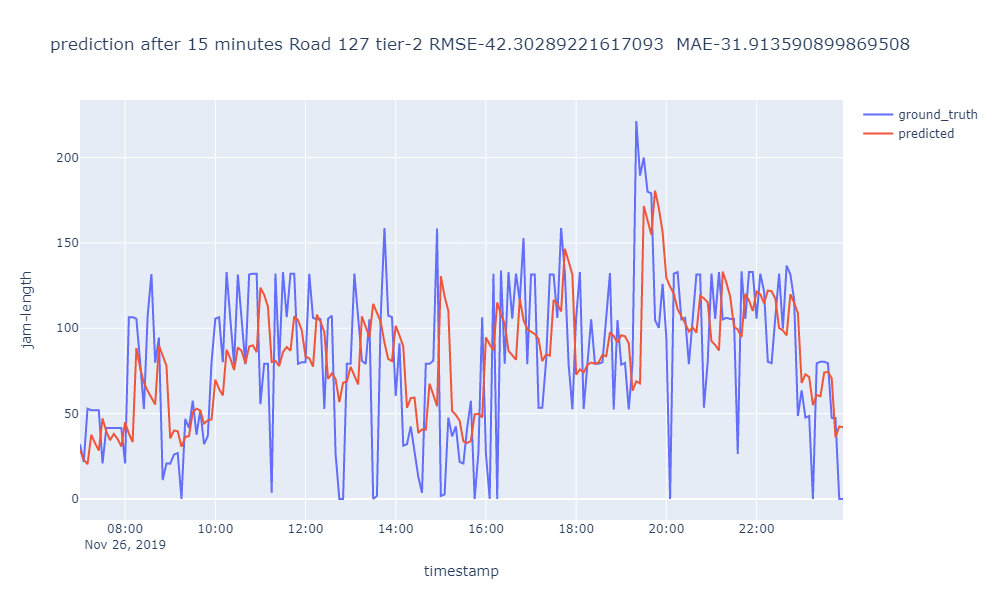 prediction after 15 minutes Road 127 tier-2 RMSE-42.30289221617093  MAE-31.913590899869508
ground_truth
predicted
200
150
100
50
0
jam-length
08:00 10:00 12:00 14:00 16:00 18:00 20:00 22:00
Nov 26, 2019
timestamp